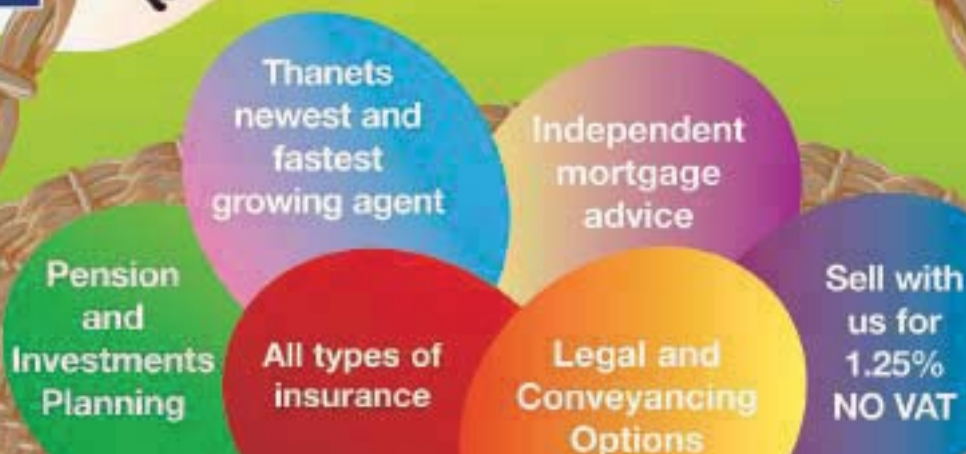 Thanets
newest and
fastest
growing agent
Independent
mortgage
advice
Pension
and
Investments
Planning
All types of
insurance
Legal and
Conveyancing
Options
Sell with
us for
1.25%
NO VAT